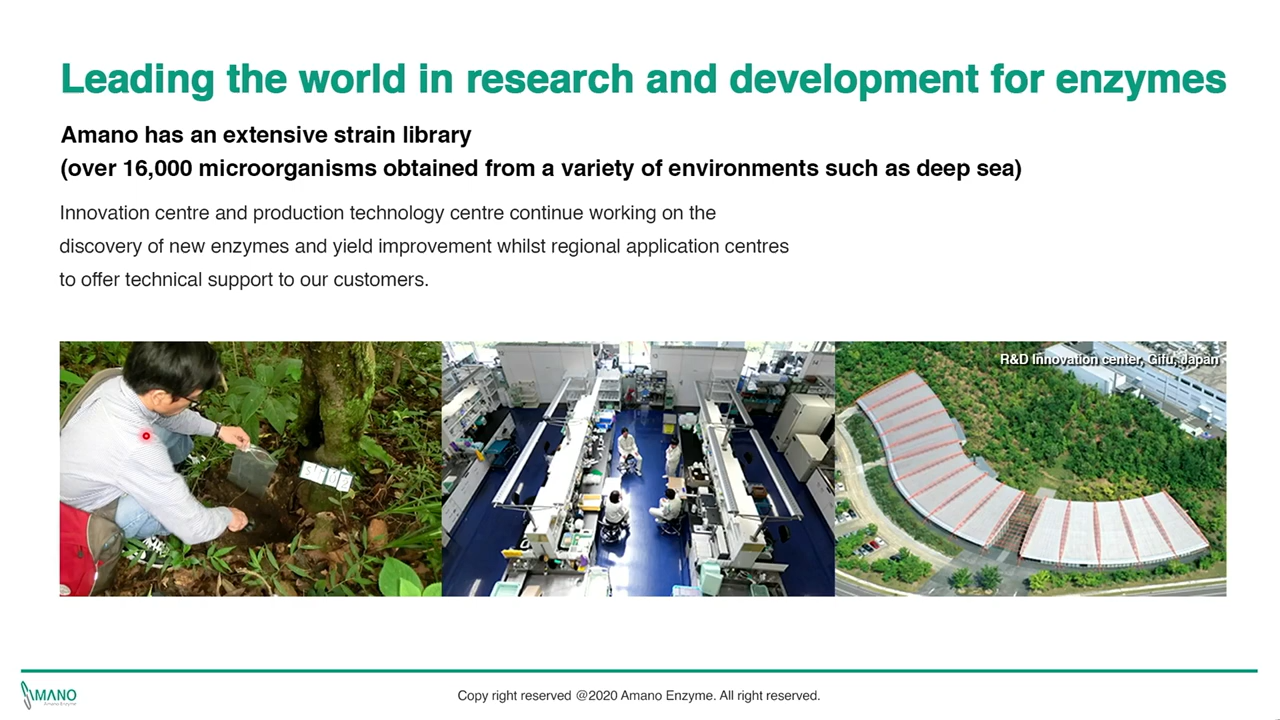 Leading the world in research and development for enzymes
Amano has an extensive strain library
(over 16,000 microorganisms obtained from a variety of environments such as deep sea)
Innovation centre and production technology centre continue working on the
discovery of new enzymes and yield improvement whilst regional application centres
to offer technical support to our customers.
R&D Innovation center, Gifu, Japan
AMANO
Amano Enzyme
Copy right reserved @2020 Amano Enzyme. All right reserved.